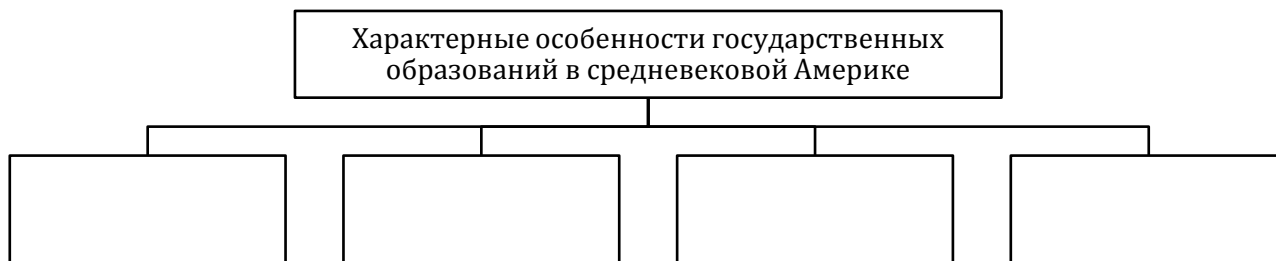 Характерные особенности государственных
образований в средневековой Америке